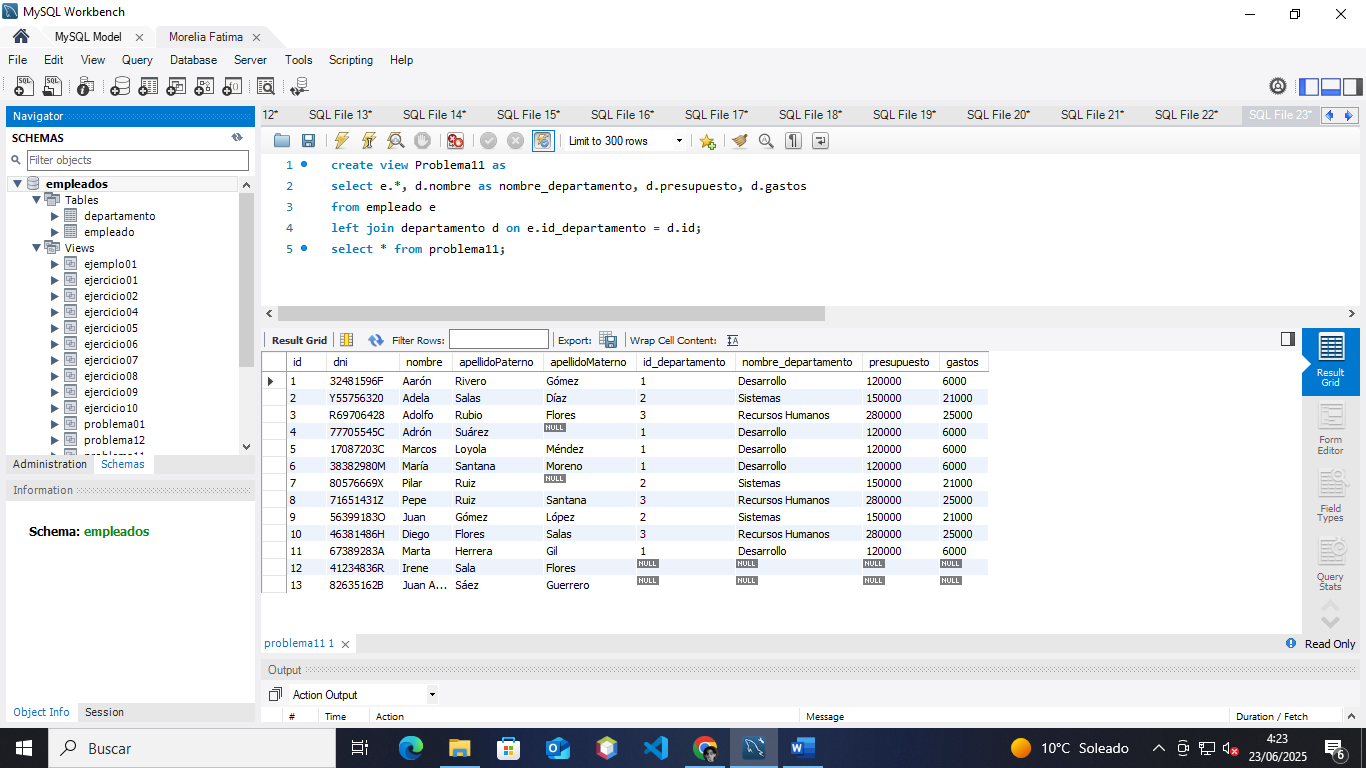 MySQL Workbench
MySQL Model
Morelia Fatima
File Edit View Query Database Server Tools Scripting Help
Navigator
SCHEMAS
Filter objects
empleados
Tables
departamento
empleado
Views
ejemplo01
ejercicio01
ejercicio02
ejercicio04
ejercicio05
ejercicio06
ejercicio07
ejercicio08
ejercicio09
ejercicio10
problema01
problema12
problema11
Administration Schemas
Information
Schema: empleados
Object Info Session
12* SQL File 13* SQL File 14* SQL File 15* SQL File 16* SQL File 17* SQL File 18* SQL File 19* SQL File 20* SQL File 21* SQL File 22* SQL File 23*
Limit to 300 rows
1 create view Problema11 as
2 select e.*, d.nombre as nombre_departamento, d.presupuesto, d.gastos
3 from empleado e
4 left join departamento d on e.id_departamento = d.id;
5 select * from problema11;
Result Grid Filter Rows: Export: Wrap Cell Content:
id dni nombre apellidoPaterno apellidoMaterno id_departamento nombre_departamento presupuesto gastos
1 32481596F Aarón Rivero Gómez 1 Desarrollo 120000 6000
2 Y5575632O Adela Salas Díaz 2 Sistemas 150000 21000
3 R6970642B Adolfo Rubio Flores 3 Recursos Humanos 280000 25000
4 77705545C Adrón Suárez NULL 1 Desarrollo 120000 6000
5 17087203C Marcos Loyola Méndez 1 Desarrollo 120000 6000
6 38382980M María Santana Moreno 1 Desarrollo 120000 6000
7 80576669X Pilar Ruiz NULL 2 Sistemas 150000 21000
8 71651431Z Pepe Ruiz Santana 3 Recursos Humanos 280000 25000
9 56399183O Juan Gómez López 2 Sistemas 150000 21000
10 46381486H Diego Flores Salas 3 Recursos Humanos 280000 25000
11 67389283A Marta Herrera Gil 1 Desarrollo 120000 6000
12 41234836R Irene Sala Flores NULL NULL NULL NULL
13 82635162B Juan A... Sáez Guerrero NULL NULL NULL NULL
Result Grid
Form Editor
Field Types
Query Stats
problema11 1
Read Only
Output
Action Output
# Time Action Message Duration / Fetch
Buscar
10°C Soleado
4:23
23/06/2025
6